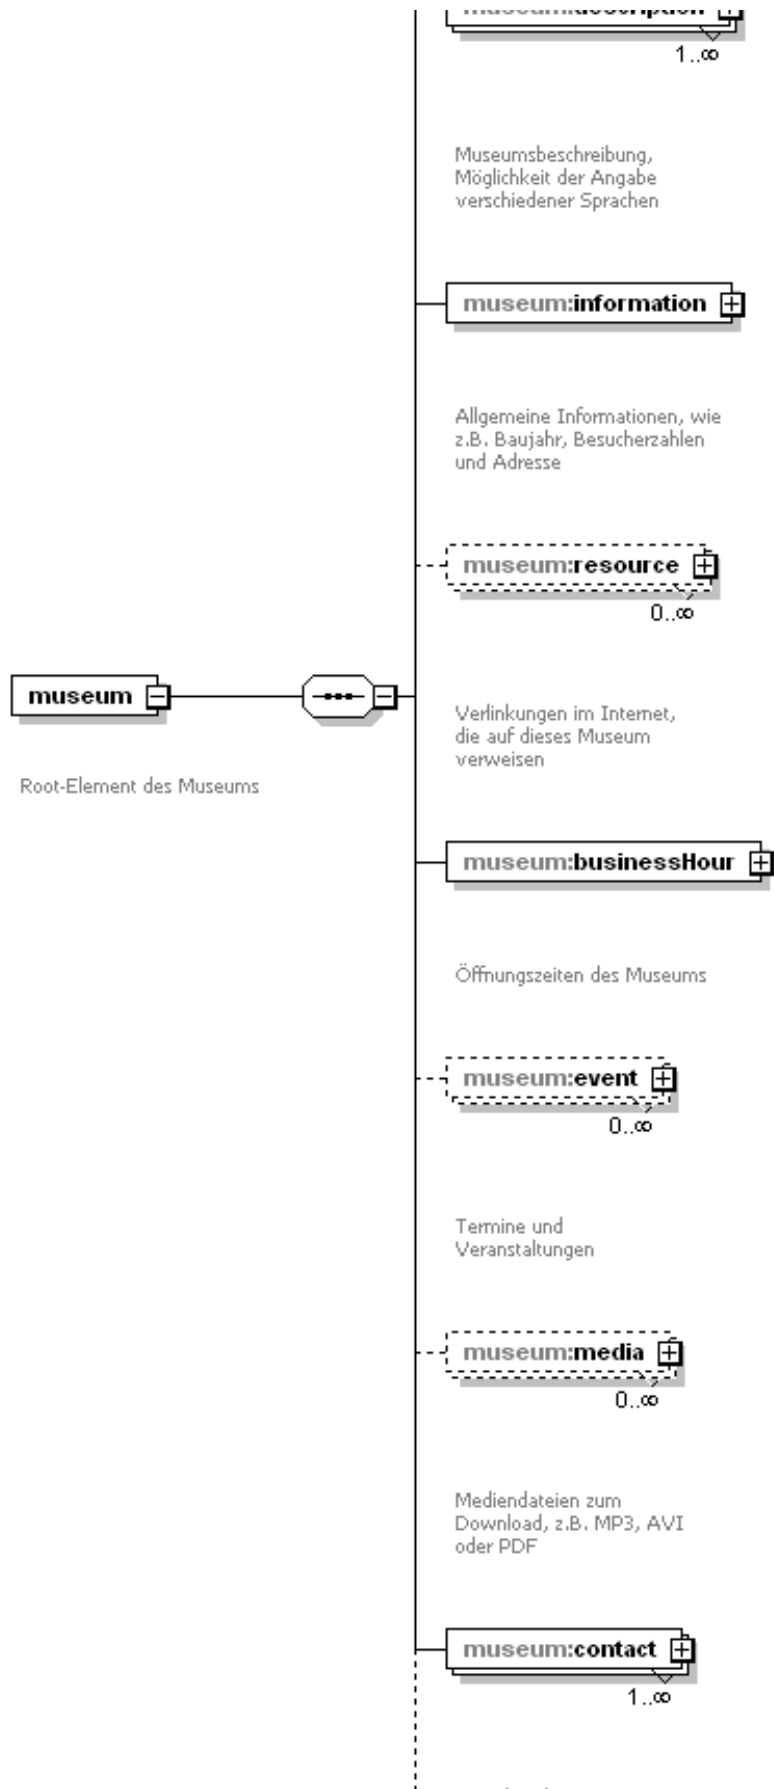 museum:description
1..∞
Museumsbeschreibung,
Möglichkeit der Angabe
verschiedener Sprachen
museum:information
Allgemeine Informationen, wie
z.B. Baujahr, Besucherzahlen
und Adresse
museum:resource
0..∞
museum
Root-Element des Museums
Verlinkungen im Internet,
die auf dieses Museum
verweisen
museum:businessHour
Öffnungszeiten des Museums
museum:event
0..∞
Termine und
Veranstaltungen
museum:media
0..∞
Mediendateien zum
Download, z.B. MP3, AVI
oder PDF
museum:contact
1..∞